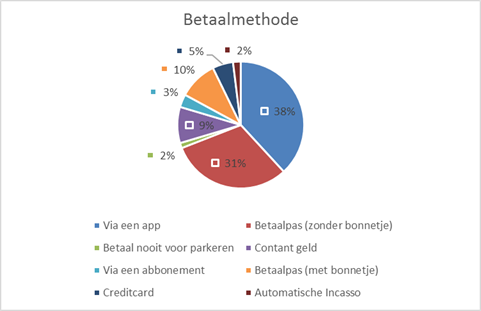 Betaalmethode
5%
2%
10%
3%
38%
9%
2%
31%
Via een app
Betaalpas (zonder bonnetje)
Betaal nooit voor parkeren
Contant geld
Via een abbonement
Betaalpas (met bonnetje)
Creditcard
Automatische Incasso